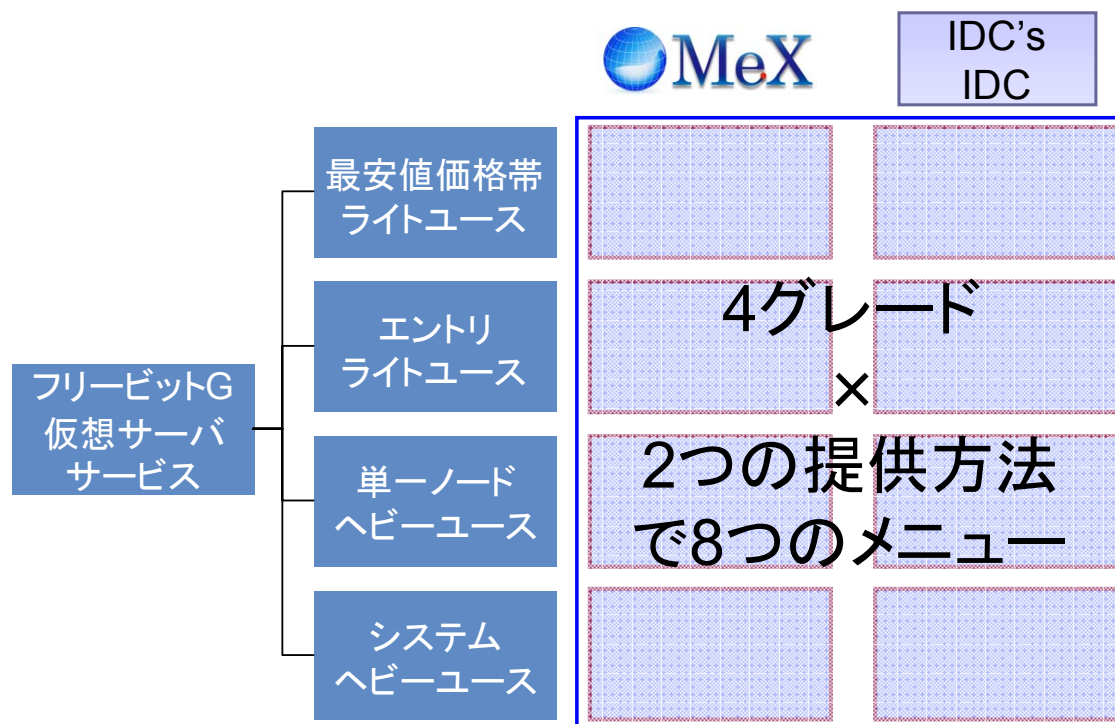 MeX
IDC's
IDC
最安値価格帯
ライトユース
エントリ
ライトユース
フリービットG
仮想サーバ
サービス
単一ノード
ヘビーユース
システム
ヘビーユース
4グレード
×
2つの提供方法
で8つのメニュー